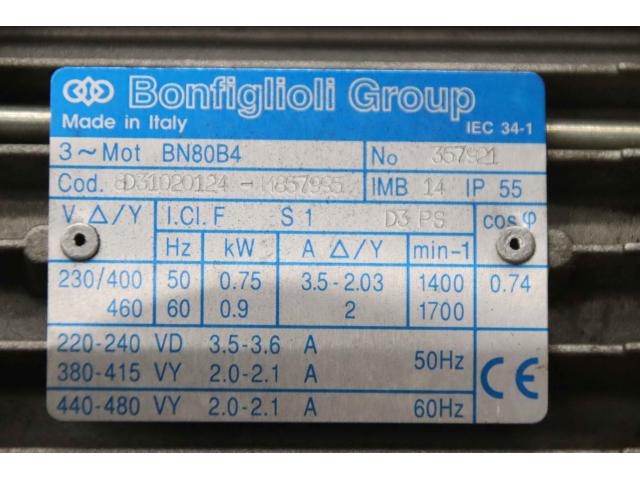 Bonfiglioli Group
Made in Italy
IEC 34-1
3~Mot BN80B4 No 357921
Cod. 8D31020124 - M857995 IMB 14 IP 55
V Δ/Y I.Cl. F S 1 D3 PS cosφ
Hz kW A Δ/Y min-1
230/400 50 0.75 3.5-2.03 1400 0.74
460 60 0.9 2 1700
220-240 VD 3.5-3.6 A 50Hz
380-415 VY 2.0-2.1 A
440-480 VY 2.0-2.1 A 60Hz
CE